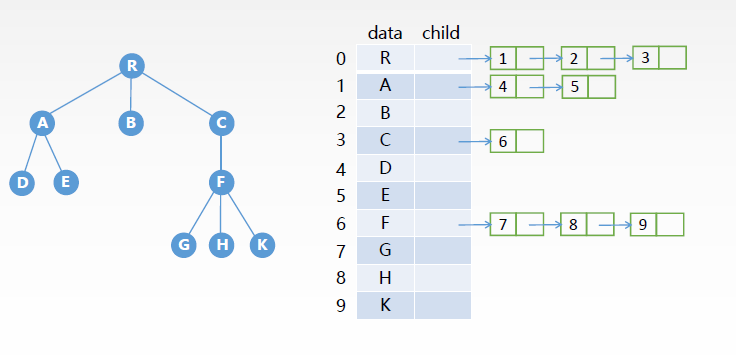 data child
R
A B C
D E F
G H K
0 R 1 2 3
1 A 4 5
2 B
3 C 6
4 D
5 E
6 F 7 8 9
7 G
8 H
9 K